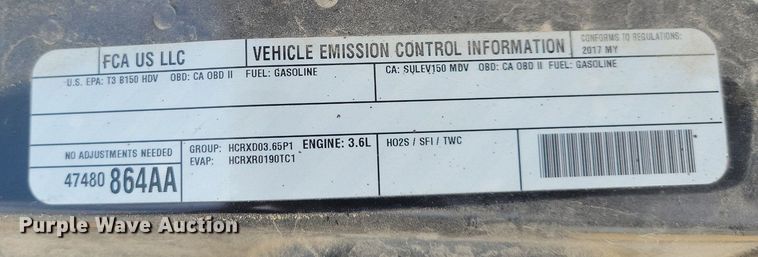 FCA US LLC
VEHICLE EMISSION CONTROL INFORMATION
CONFORMS TO REGULATIONS:
2017 MY
U.S. EPA: T3 B150 HDV OBD: CA OBD II FUEL: GASOLINE
CA: SULEV150 MDV OBD: CA OBD II FUEL: GASOLINE
NO ADJUSTMENTS NEEDED
47480 864AA
GROUP: HCRXD03.65P1 ENGINE: 3.6L
EVAP: HCRXR0190TC1
HO2S / SFI / TWC
Purple Wave Auction